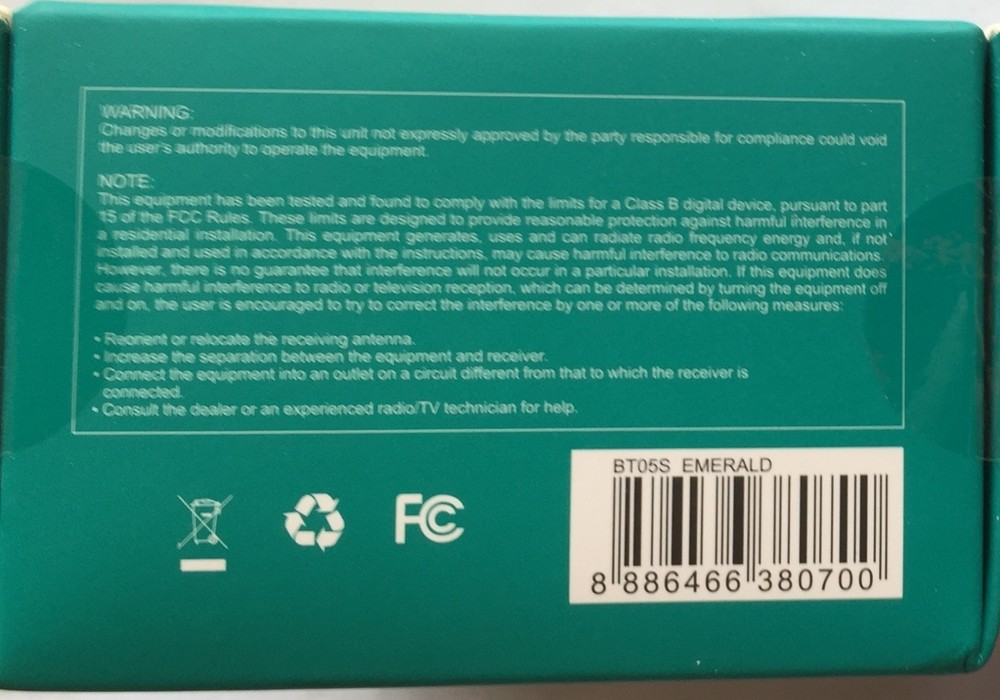 WARNING:
Changes or modifications to this unit not expressly approved by the party responsible for compliance could void
the user's authority to operate the equipment.
NOTE:
This equipment has been tested and found to comply with the limits for a Class B digital device, pursuant to part
15 of the FCC Rules. These limits are designed to provide reasonable protection against harmful interference in
a residential installation. This equipment generates, uses and can radiate radio frequency energy and, if not
installed and used in accordance with the instructions, may cause harmful interference to radio communications.
However, there is no guarantee that interference will not occur in a particular installation. If this equipment does
cause harmful interference to radio or television reception, which can be determined by turning the equipment off
and on, the user is encouraged to try to correct the interference by one or more of the following measures:
• Reorient or relocate the receiving antenna.
• Increase the separation between the equipment and receiver.
• Connect the equipment into an outlet on a circuit different from that to which the receiver is
connected.
• Consult the dealer or an experienced radio/TV technician for help.
FC
BT05S EMERALD
8 886466 380700